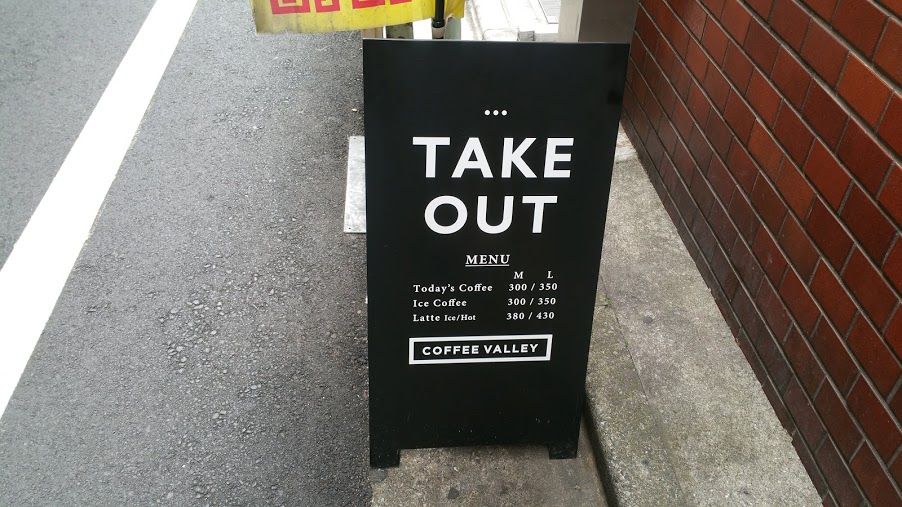 TAKE
OUT
MENU
M L
Today's Coffee 300 / 350
Ice Coffee 300 / 350
Latte Ice/Hot 380 / 430
COFFEE VALLEY